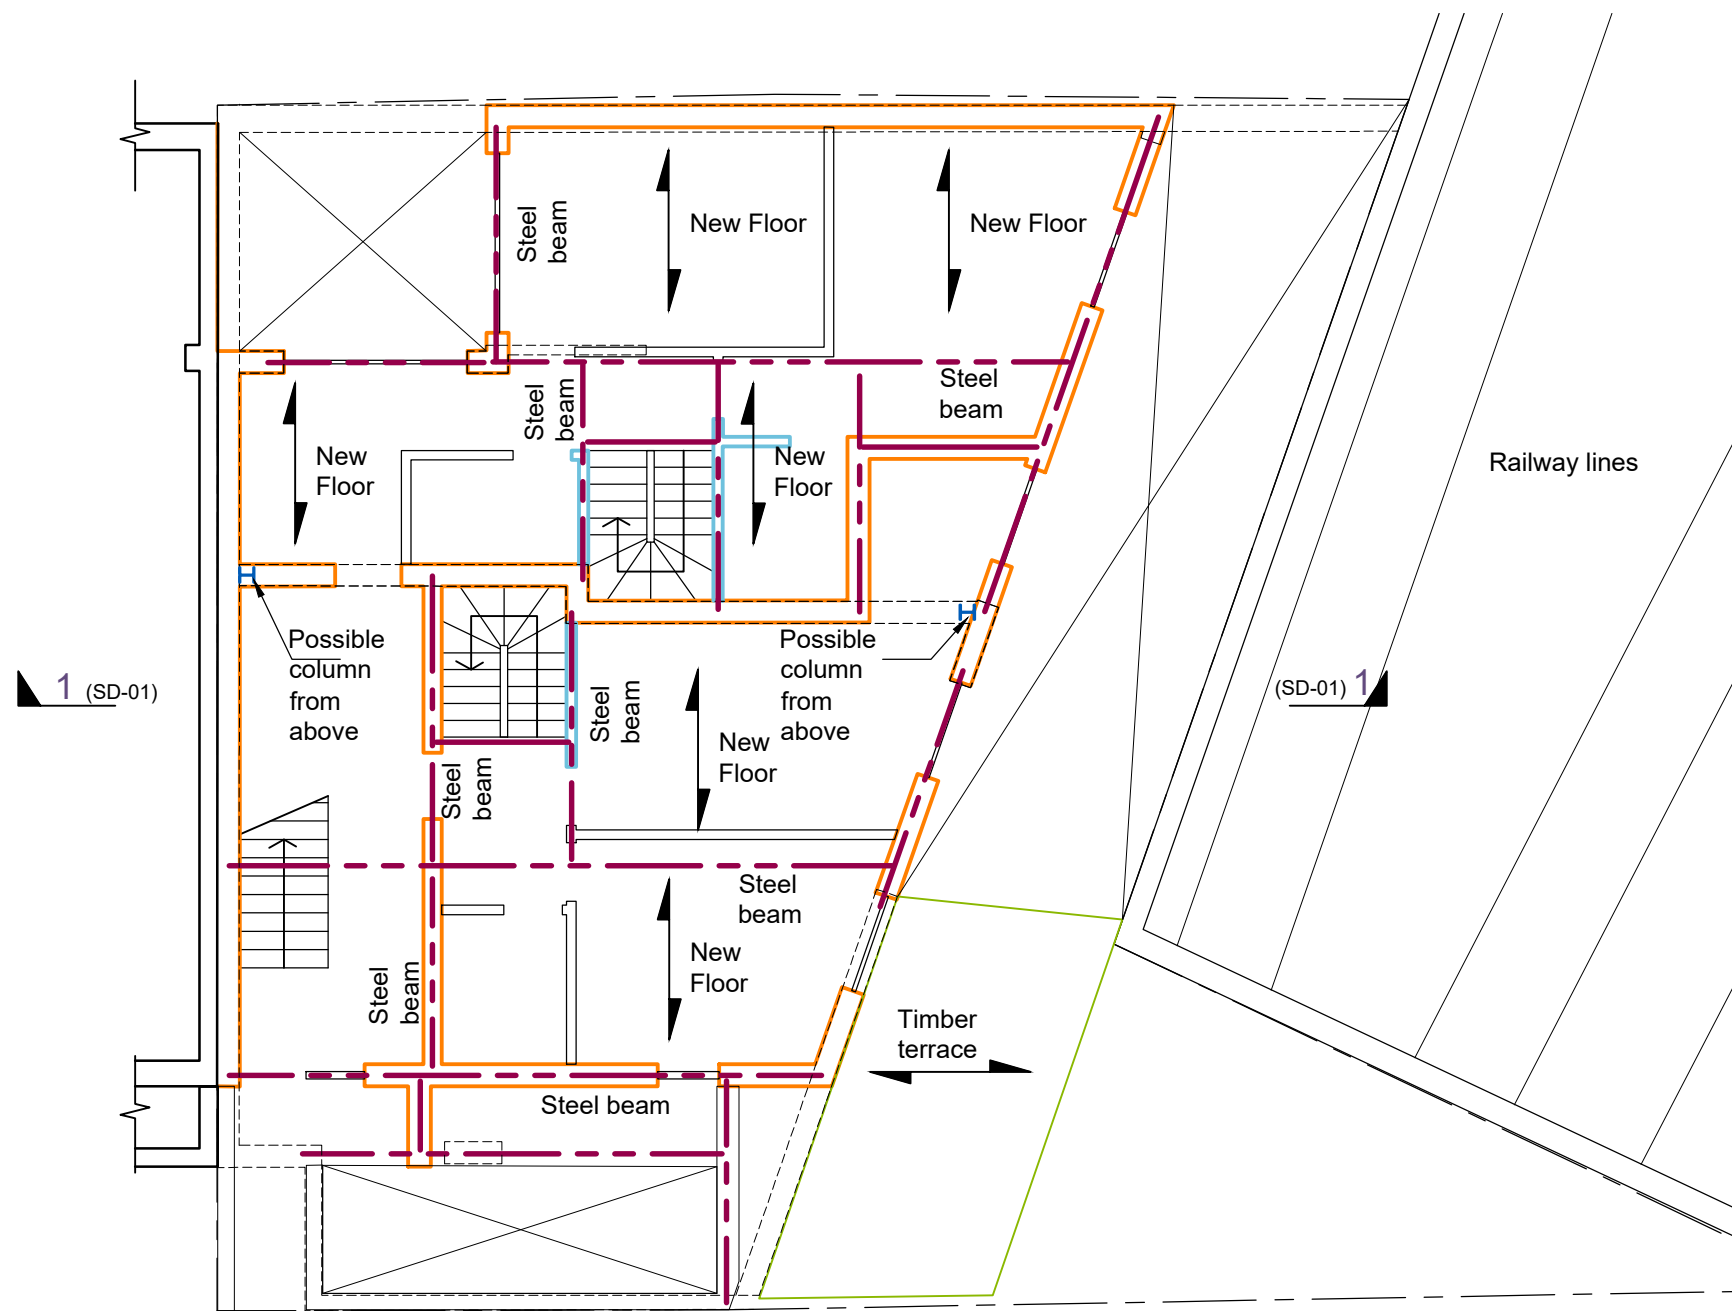 Steel
beam
New Floor
New Floor
Steel
beam
Steel
beam
New
Floor
New
Floor
Railway lines
Possible
column
from
above
Possible
column
from
above
1 (SD-01)
(SD-01) 1
Steel
beam
New
Floor
Steel
beam
Steel
beam
New
Floor
Steel
beam
Timber
terrace
Steel beam